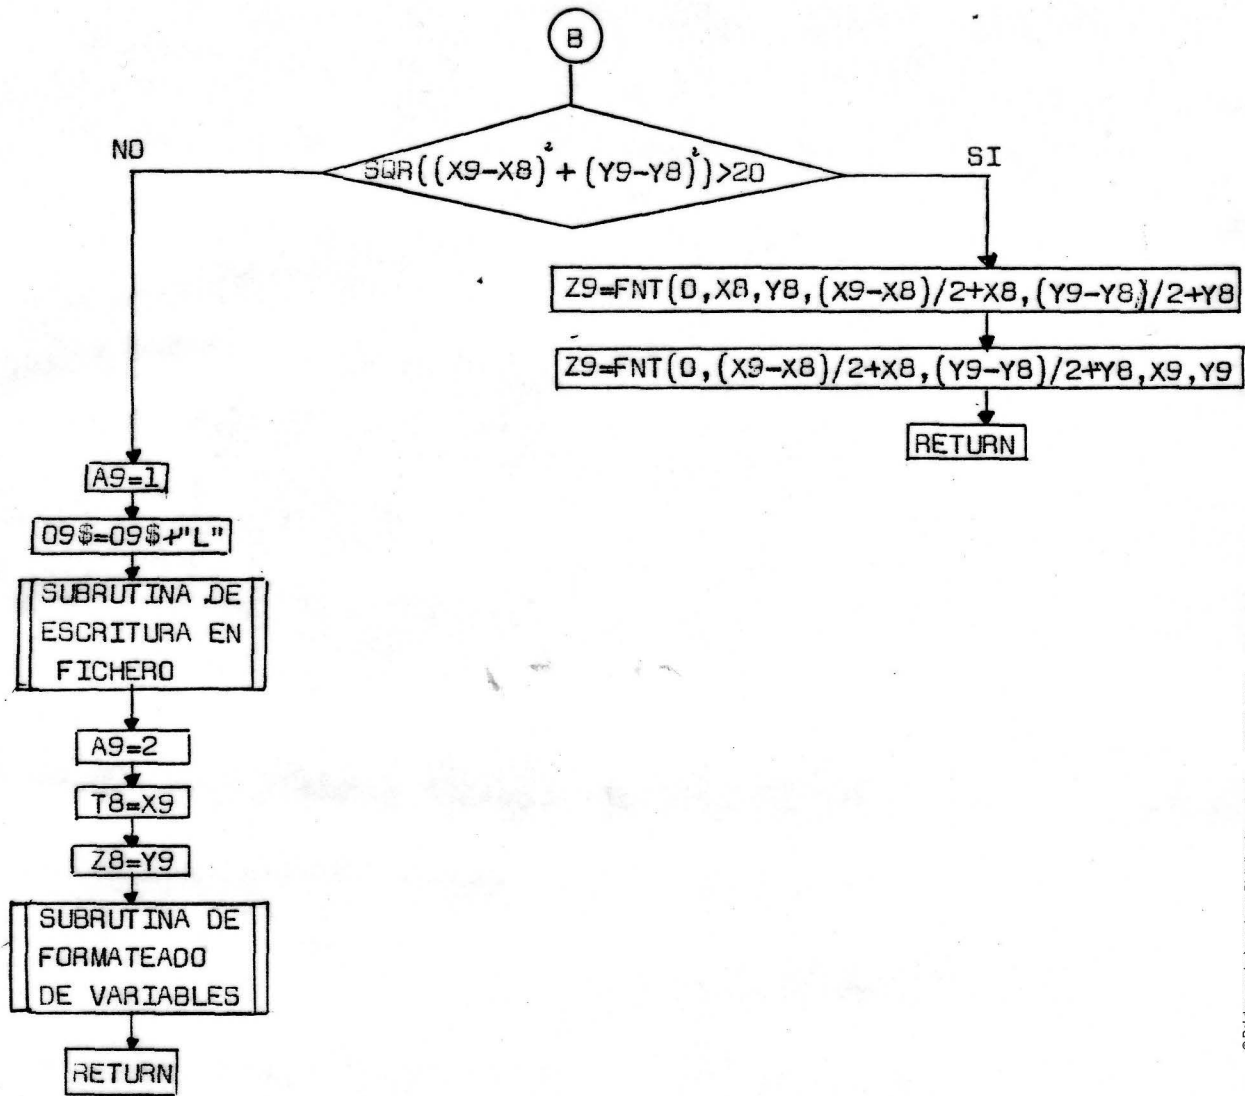 B
NO
SQR((X9-X8)² + (Y9-Y8)²)>20
SI
Z9=FNT(0,X8,Y8,(X9-X8)/2+X8,(Y9-Y8)/2+Y8
Z9=FNT(0,(X9-X8)/2+X8,(Y9-Y8)/2+Y8,X9,Y9
RETURN
A9=1
O9$=O9$+"L"
SUBRUTINA DE
ESCRITURA EN
FICHERO
A9=2
T8=X9
Z8=Y9
SUBRUTINA DE
FORMATEADO
DE VARIABLES
RETURN